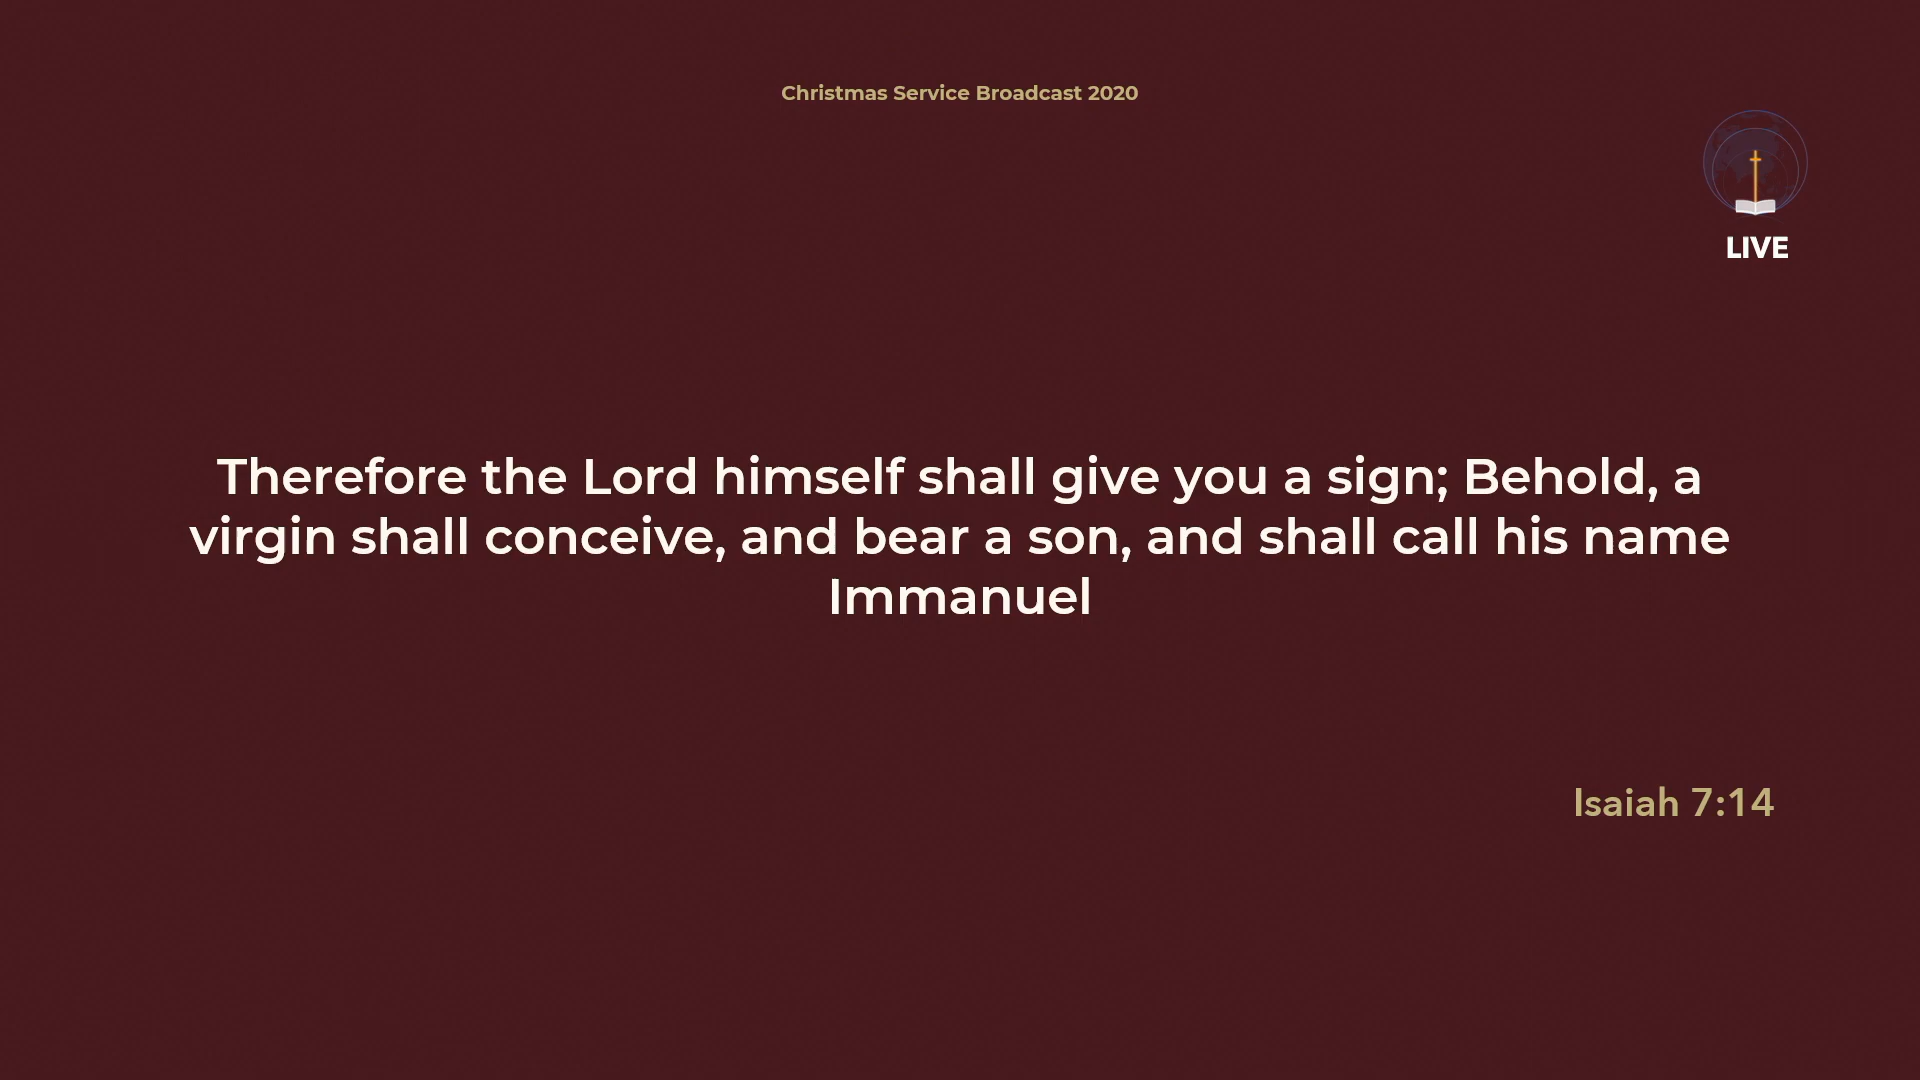 Christmas Service Broadcast 2020
LIVE
Therefore the Lord himself shall give you a sign; Behold, a
virgin shall conceive, and bear a son, and shall call his name
Immanuel
Isaiah 7:14